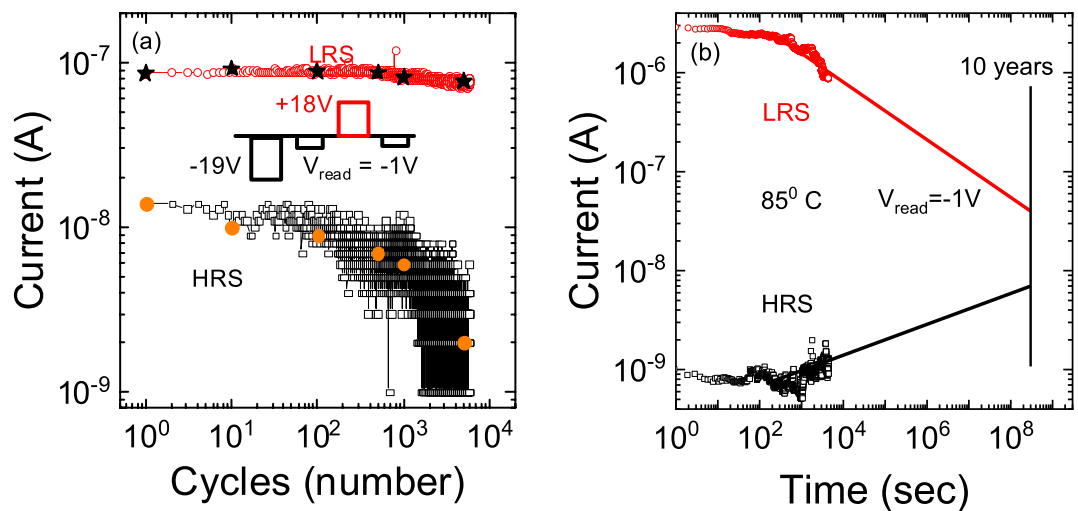 (a)
LRS
+18V
-19V
V_read = -1V
HRS
10^-7
10^-8
10^-9
Current (A)
10^0 10^1 10^2 10^3 10^4
Cycles (number)
(b)
10 years
LRS
85^0 C
V_read=-1V
HRS
10^-5
10^-6
10^-7
10^-8
10^-9
Current (A)
10^0 10^2 10^4 10^6 10^8
Time (sec)